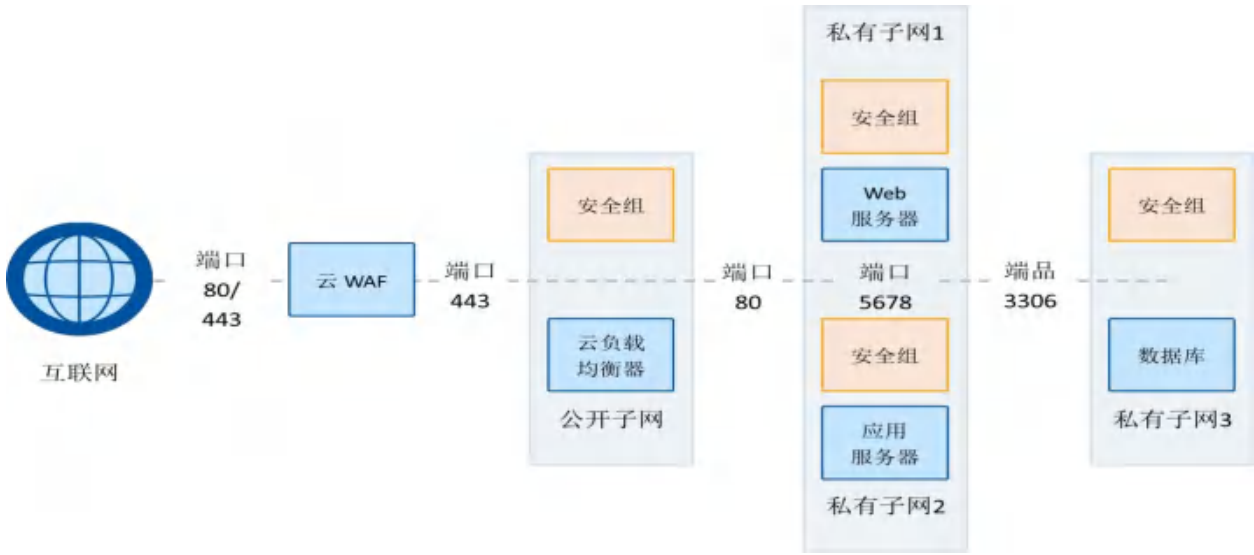 互联网
端口
80/
443
云 WAF
端口
443
安全组
云负载
均衡器
公开子网
端口
80
私有子网1
安全组
Web
服务器
端口
5678
安全组
应用
服务器
私有子网2
端品
3306
安全组
数据库
私有子网3